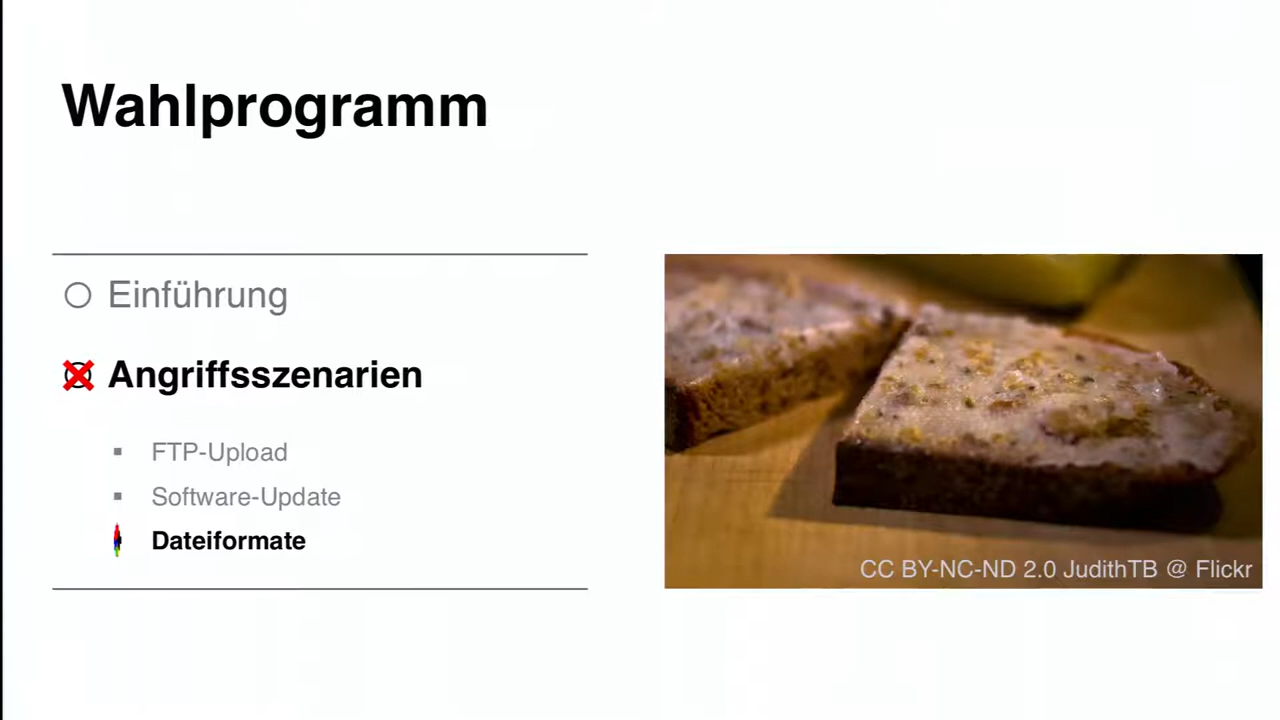 Wahlprogramm
Einführung
Angriffsszenarien
FTP-Upload
Software-Update
Dateiformate
CC BY-NC-ND 2.0 JudithTB @ Flickr